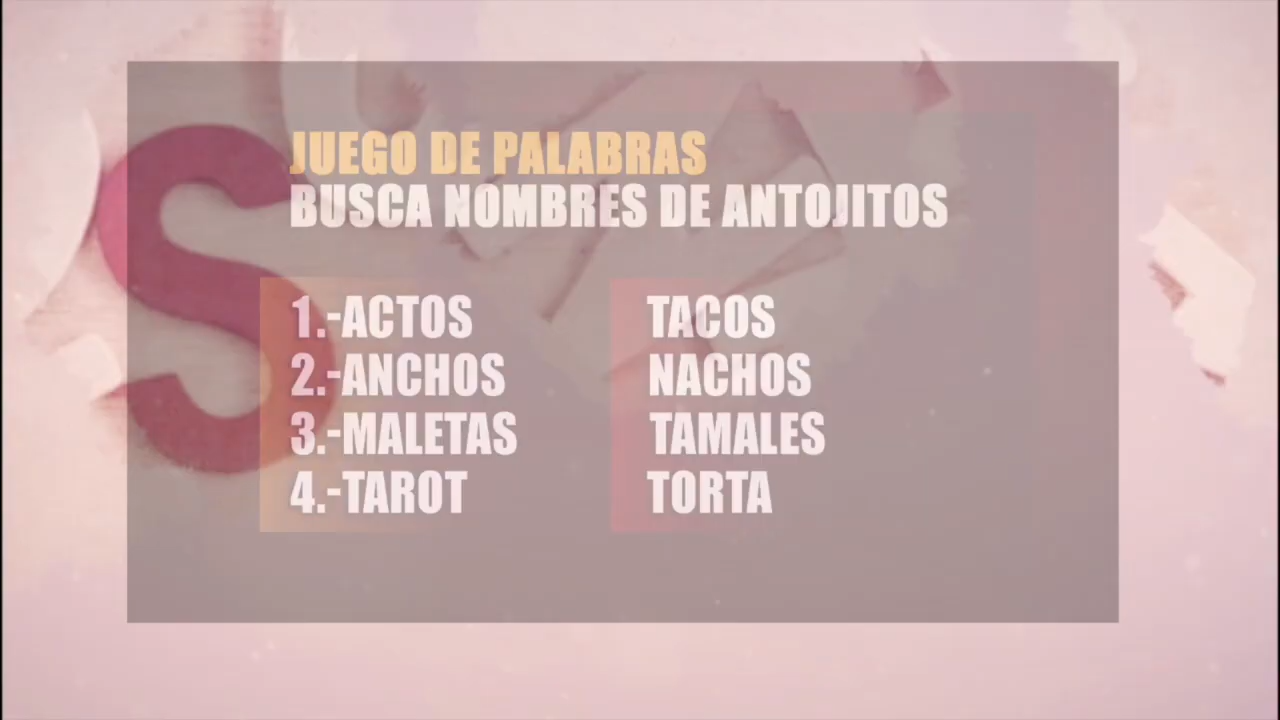 JUEGO DE PALABRAS
BUSCA NOMBRES DE ANTOJITOS
1.-ACTOS TACOS
2.-ANCHOS NACHOS
3.-MALETAS TAMALES
4.-TAROT TORTA